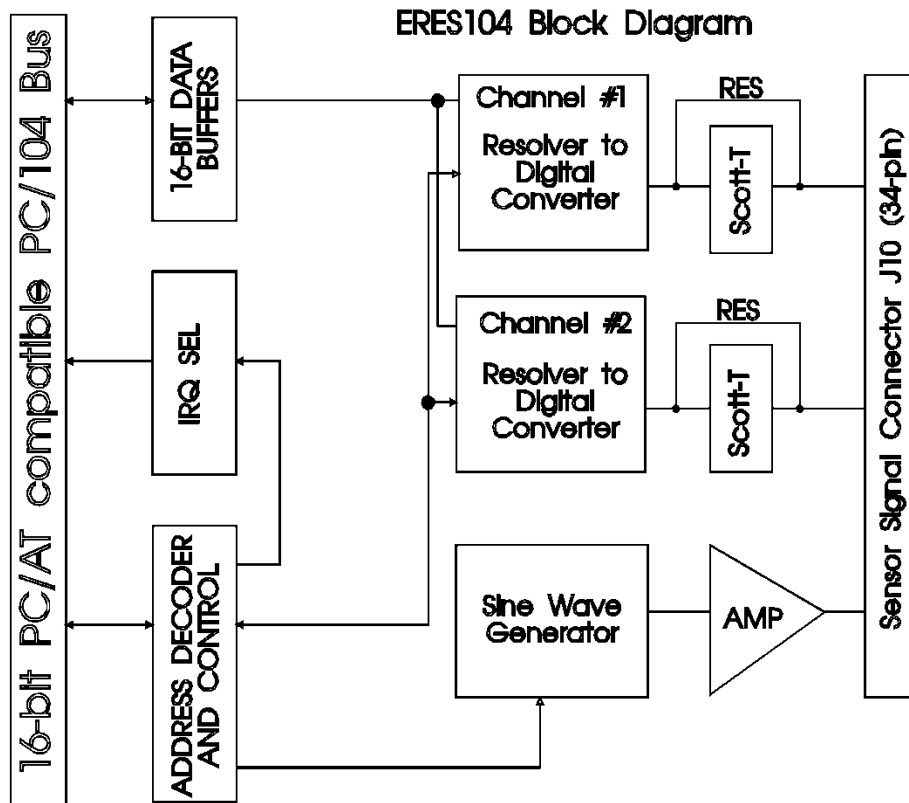 ERES104 Block Diagram
16-bit PC/AT compatible PC/104 Bus
16-BIT DATA
BUFFERS
IRQ SEL
ADDRESS DECODER
AND CONTROL
Channel #1
Resolver to
Digital
Converter
RES
Scott-T
Channel #2
Resolver to
Digital
Converter
RES
Scott-T
Sine Wave
Generator
AMP
Sensor Signal Connector J10 (34-pin)